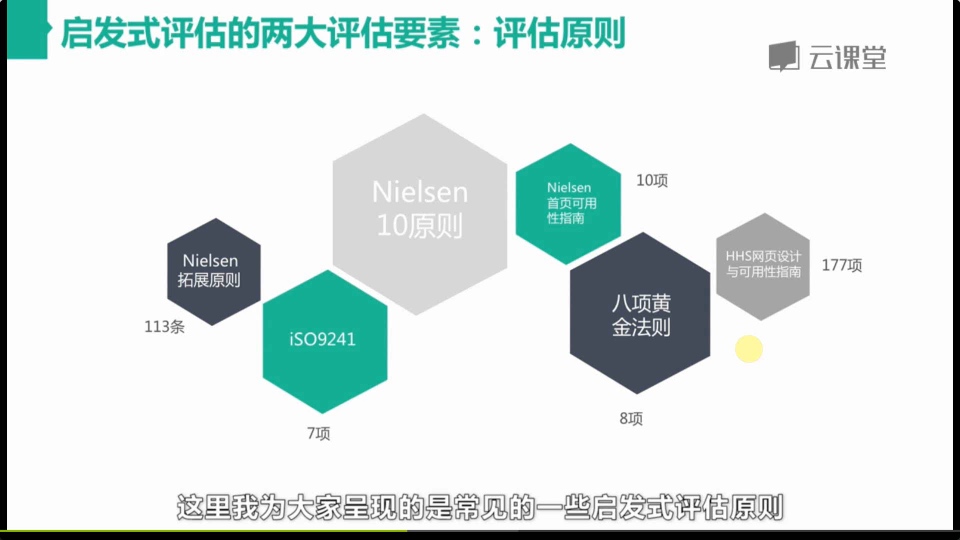 启发式评估的两大评估要素：评估原则
云课堂
Nielsen
10原则
Nielsen
首页可用
性指南
10项
Nielsen
拓展原则
113条
iSO9241
7项
八项黄
金法则
8项
HHS网页设计
与可用性指南
177项
这里我为大家呈现的是常见的一些启发式评估原则